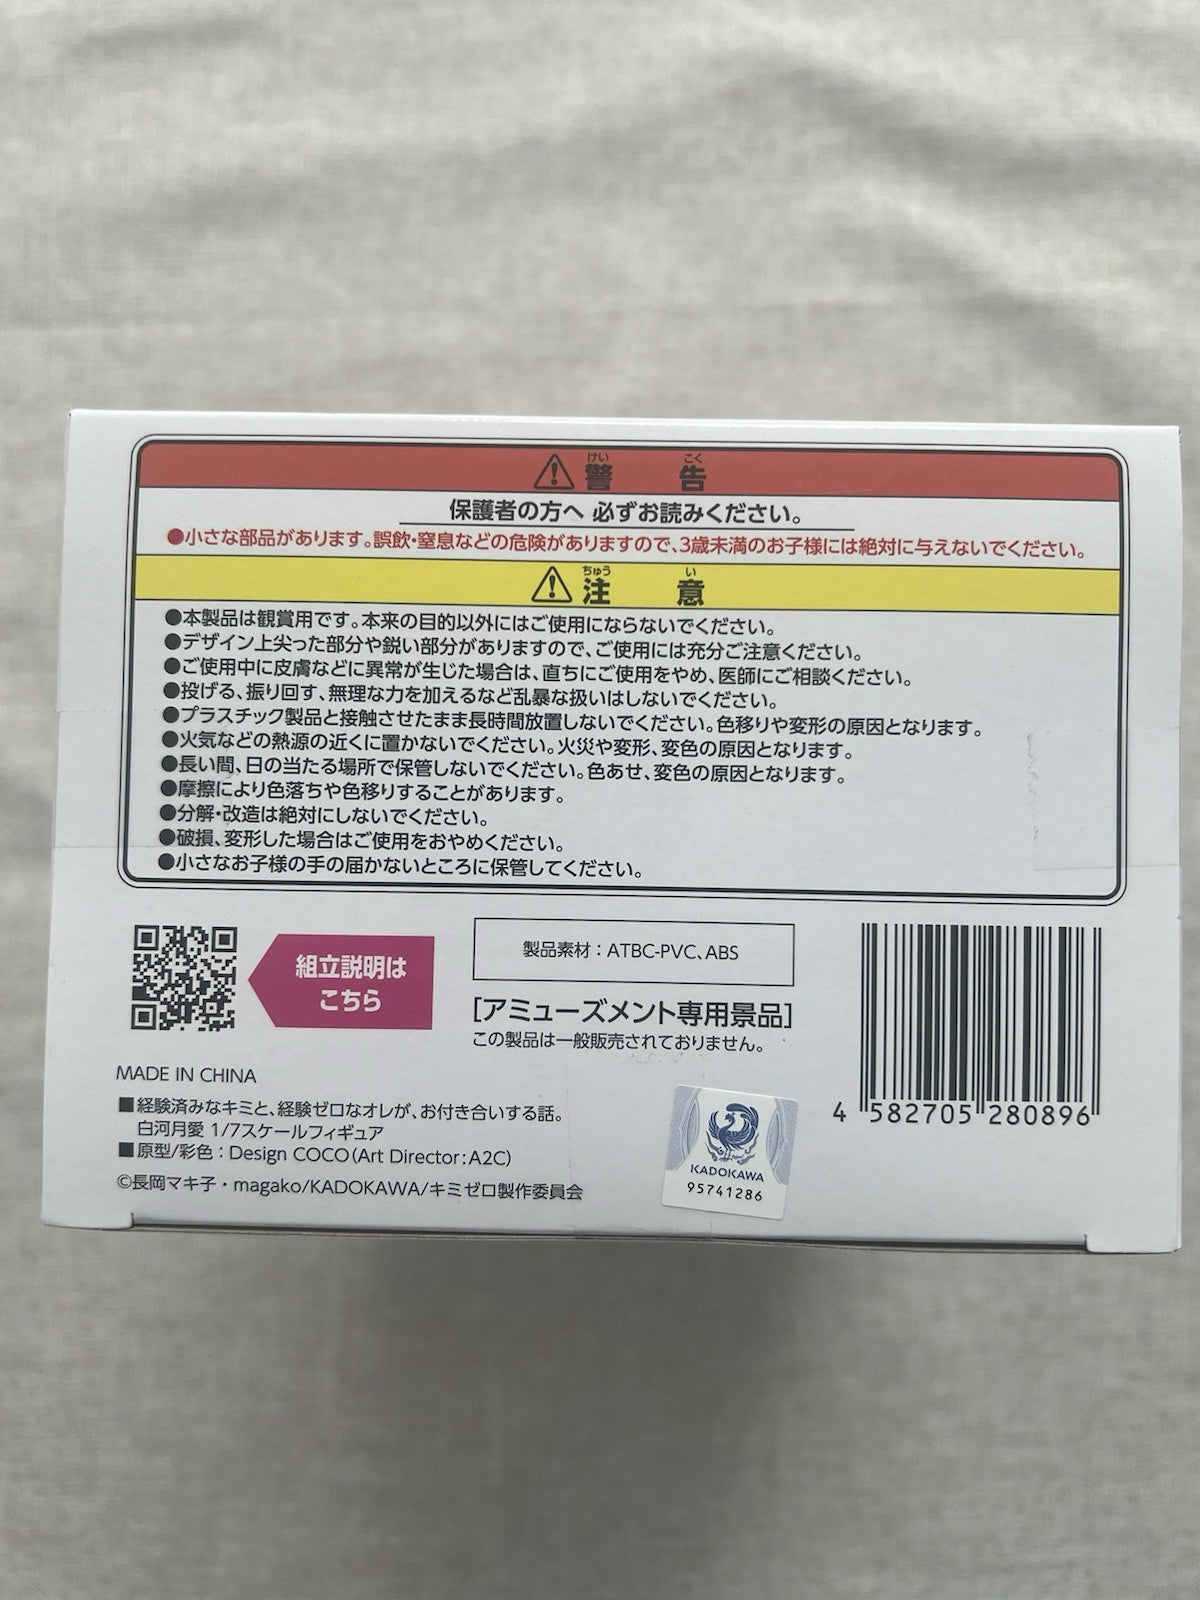 けい こく
⚠警 告
保護者の方へ 必ずお読みください。
●小さな部品があります。誤飲・窒息などの危険がありますので、3歳未満のお子様には絶対に与えないでください。
ちゅう い
⚠注 意
●本製品は観賞用です。本来の目的以外にはご使用にならないでください。
●デザイン上尖った部分や鋭い部分がありますので、ご使用には充分ご注意ください。
●ご使用中に皮膚などに異常が生じた場合は、直ちにご使用をやめ、医師にご相談ください。
●投げる、振り回す、無理な力を加えるなど乱暴な扱いはしないでください。
●プラスチック製品と接触させたまま長時間放置しないでください。色移りや変形の原因となります。
●火気などの熱源の近くに置かないでください。火災や変形、変色の原因となります。
●長い間、日の当たる場所で保管しないでください。色あせ、変色の原因となります。
●摩擦により色落ちや色移りすることがあります。
●分解・改造は絶対にしないでください。
●破損、変形した場合はご使用をおやめください。
●小さなお子様の手の届かないところに保管してください。
組立説明は
こちら
製品素材：ATBC-PVC、ABS
[アミューズメント専用景品]
この製品は一般販売されておりません。
MADE IN CHINA
■経験済みなキミと、経験ゼロなオレが、お付き合いする話。
白河月愛 1/7スケールフィギュア
■原型/彩色：Design COCO(Art Director:A2C)
©長岡マキ子・magako/KADOKAWA/キミゼロ製作委員会
KADOKAWA
95741286
4 582705 280896